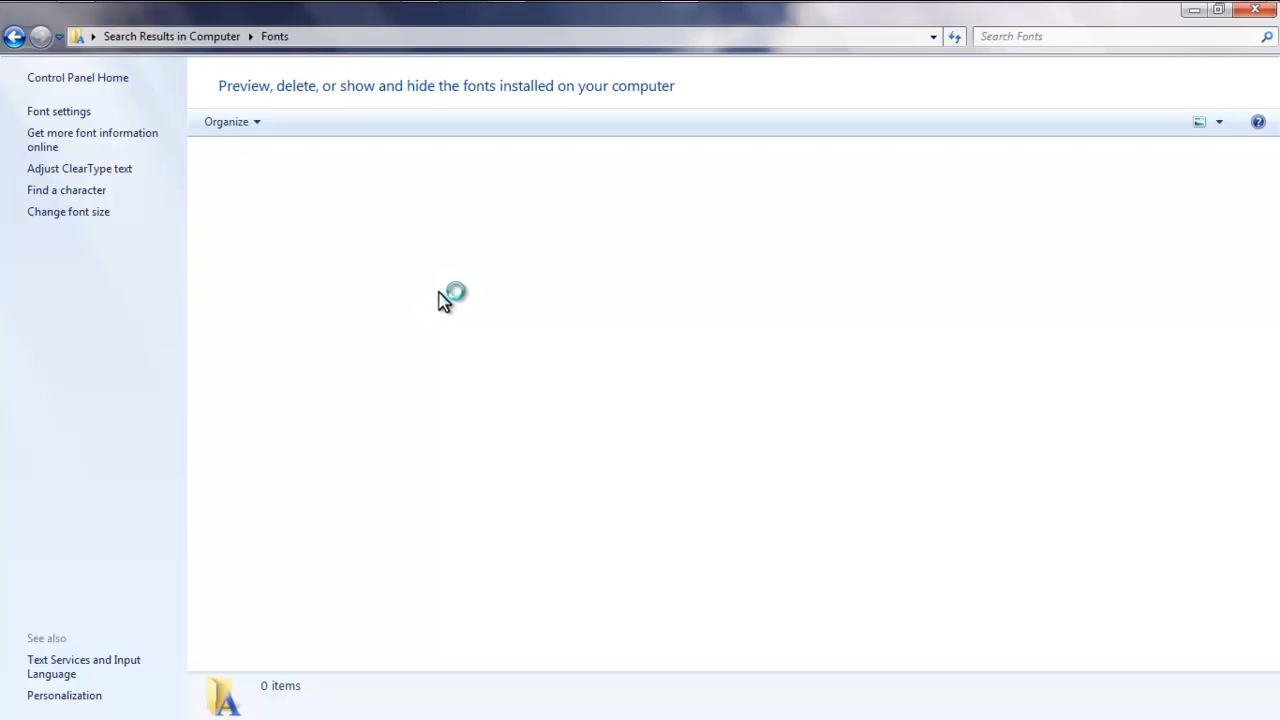 Search Results in Computer
Fonts
Search Fonts
Control Panel Home
Font settings
Get more font information
online
Adjust ClearType text
Find a character
Change font size
Preview, delete, or show and hide the fonts installed on your computer
Organize
See also
Text Services and Input
Language
Personalization
0 items